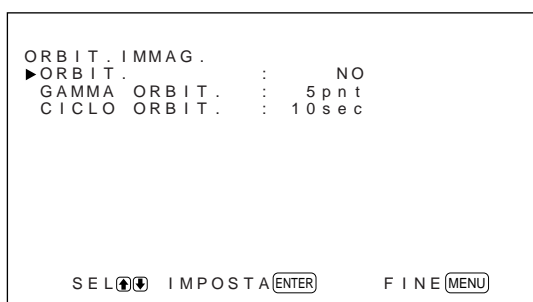 ORBIT.IMMAG.
▶ORBIT. : NO
GAMMA ORBIT. : 5pnt
CICLO ORBIT. : 10sec
SEL IMPOSTA ENTER FINE MENU